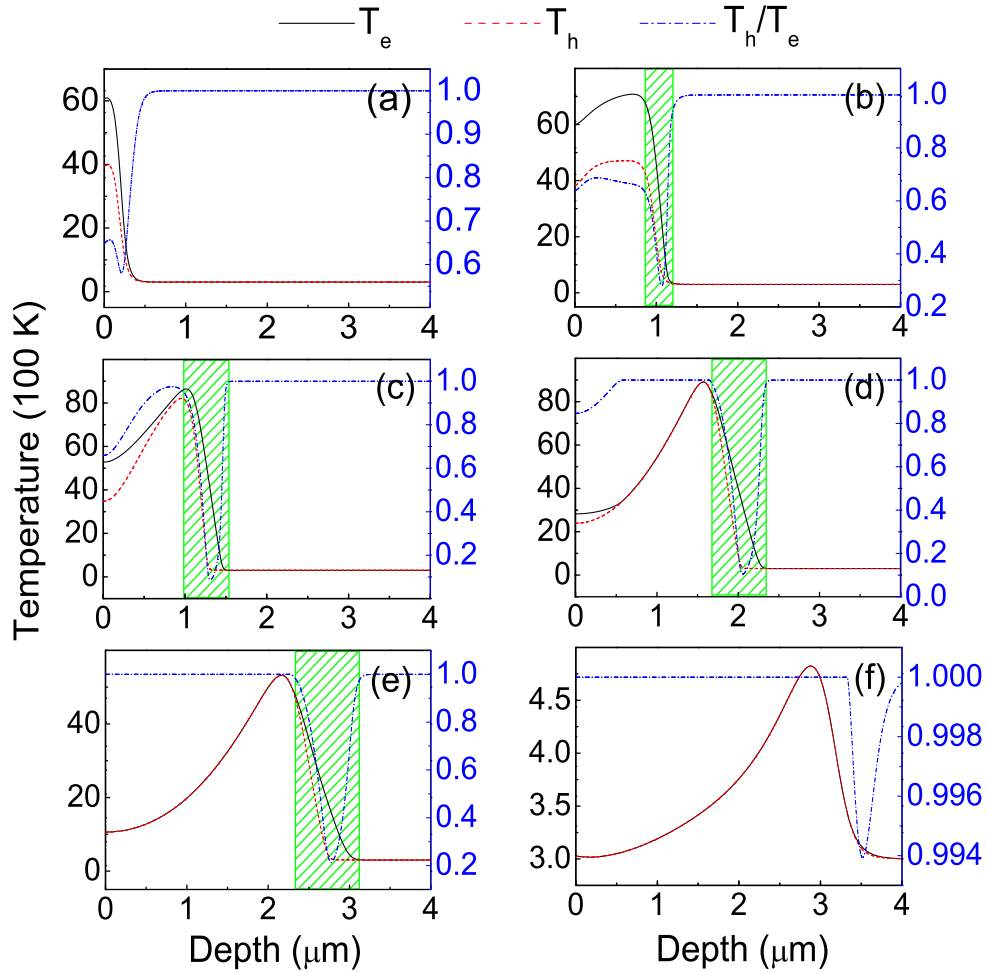 T_e T_h T_h/T_e
(a) (b)
60 40 20 0
1.0 0.9 0.8 0.7 0.6
60 40 20 0
1.0 0.8 0.6 0.4 0.2
0 1 2 3 4
0 1 2 3 4
(c) (d)
80 60 40 20 0
1.0 0.8 0.6 0.4 0.2
80 60 40 20 0
1.0 0.8 0.6 0.4 0.2 0.0
0 1 2 3 4
0 1 2 3 4
Temperature (100 K)
(e) (f)
40 20 0
1.0 0.8 0.6 0.4 0.2
4.5 4.0 3.5 3.0
1.000 0.998 0.996 0.994
0 1 2 3 4
0 1 2 3 4
Depth (μm) Depth (μm)